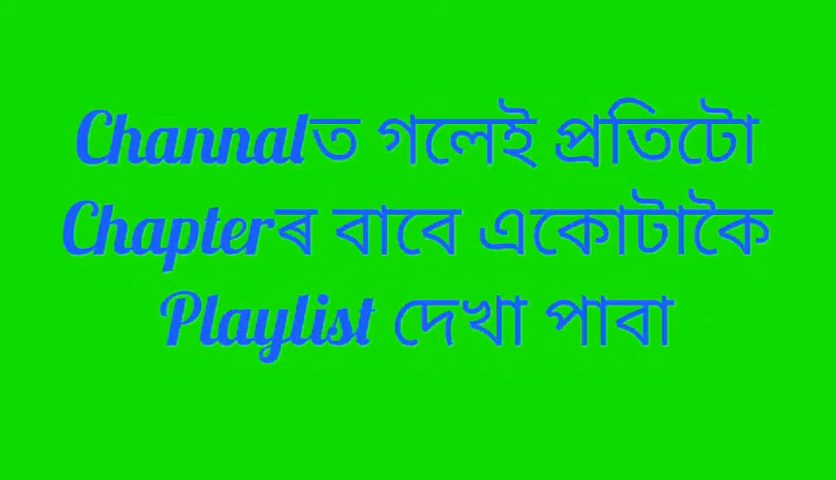 Channalত গলেই প্ৰতিটো
Chapterৰ বাবে একোটাকৈ
Playlist দেখা পাবা